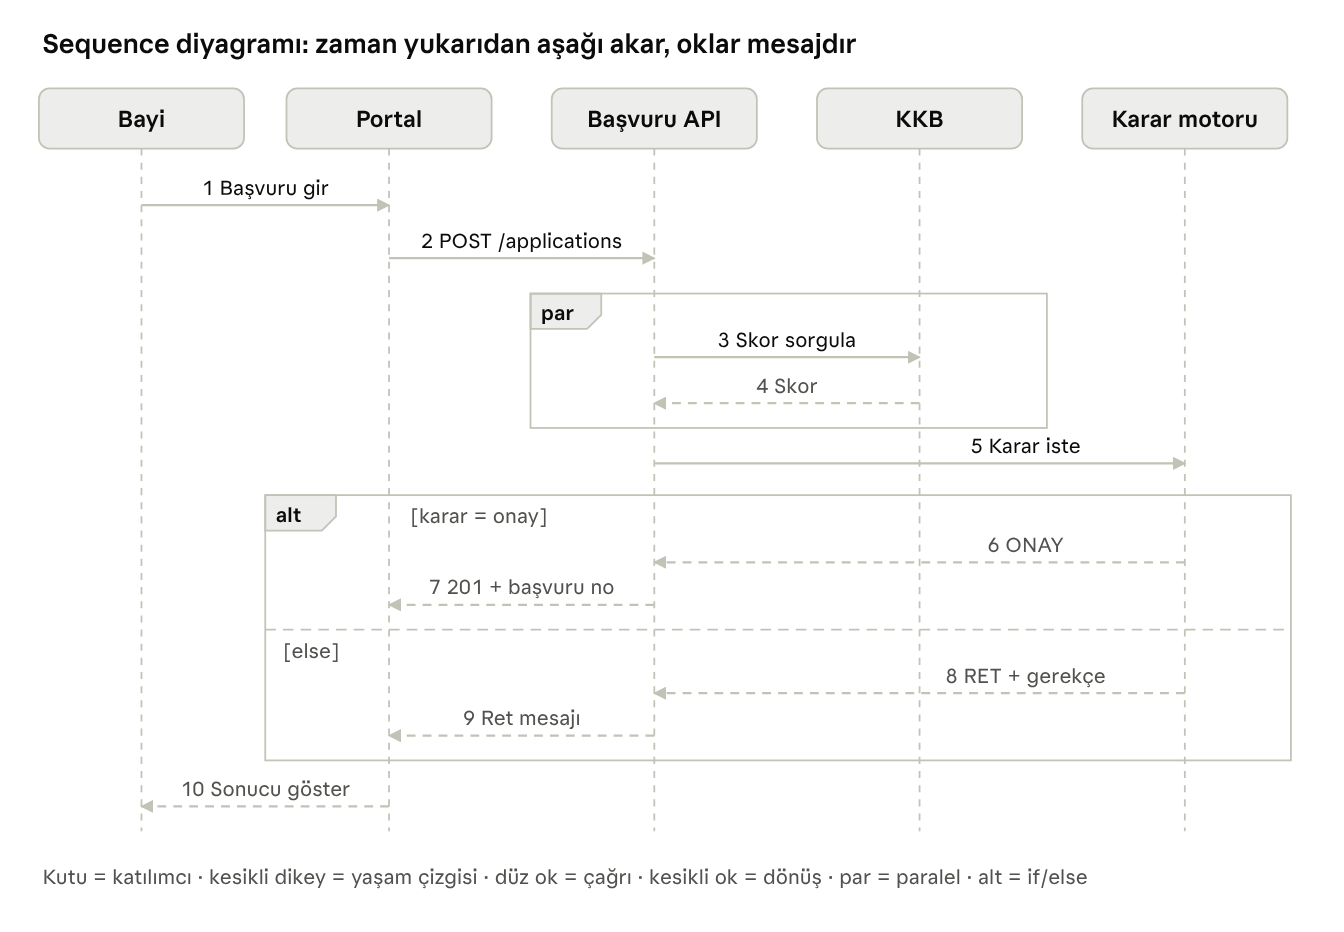 Sequence diyagramı: zaman yukarıdan aşağı akar, oklar mesajdır
Bayi
Portal
Başvuru API
KKB
Karar motoru
1 Başvuru gir
2 POST /applications
par
3 Skor sorgula
4 Skor
5 Karar iste
alt
[karar = onay]
6 ONAY
7 201 + başvuru no
[else]
8 RET + gerekçe
9 Ret mesajı
10 Sonucu göster
Kutu = katılımcı · kesikli dikey = yaşam çizgisi · düz ok = çağrı · kesikli ok = dönüş · par = paralel · alt = if/else